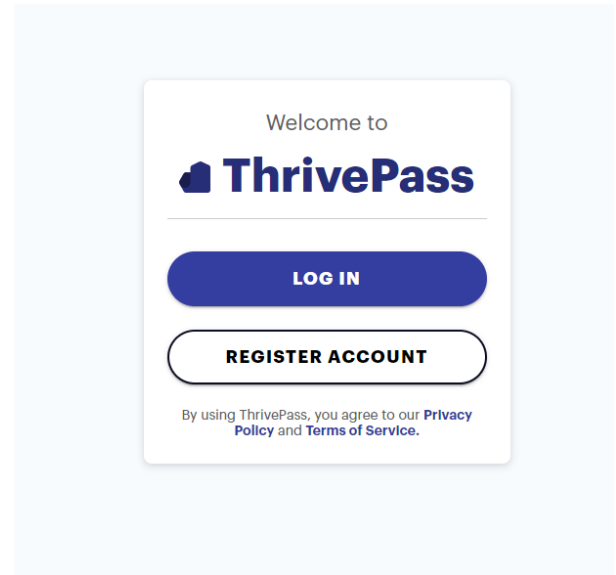 Welcome to
ThrivePass
LOG IN
REGISTER ACCOUNT
By using ThrivePass, you agree to our Privacy
Policy and Terms of Service.